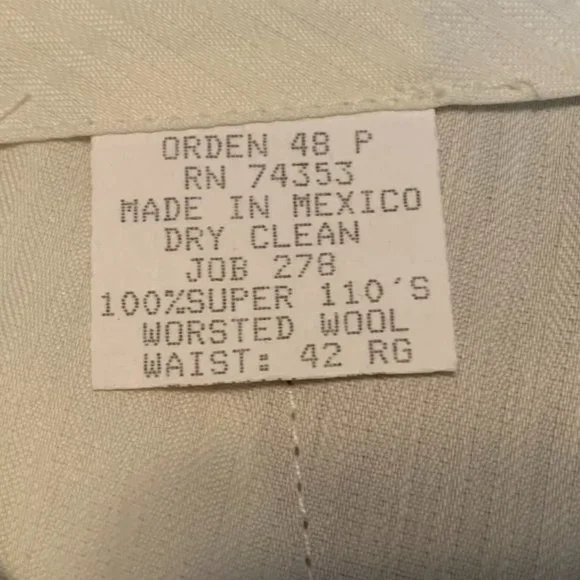 ORDEN 48 P
RN 74353
MADE IN MEXICO
DRY CLEAN
JOB 278
100%SUPER 110'S
WORSTED WOOL
WAIST: 42 RG